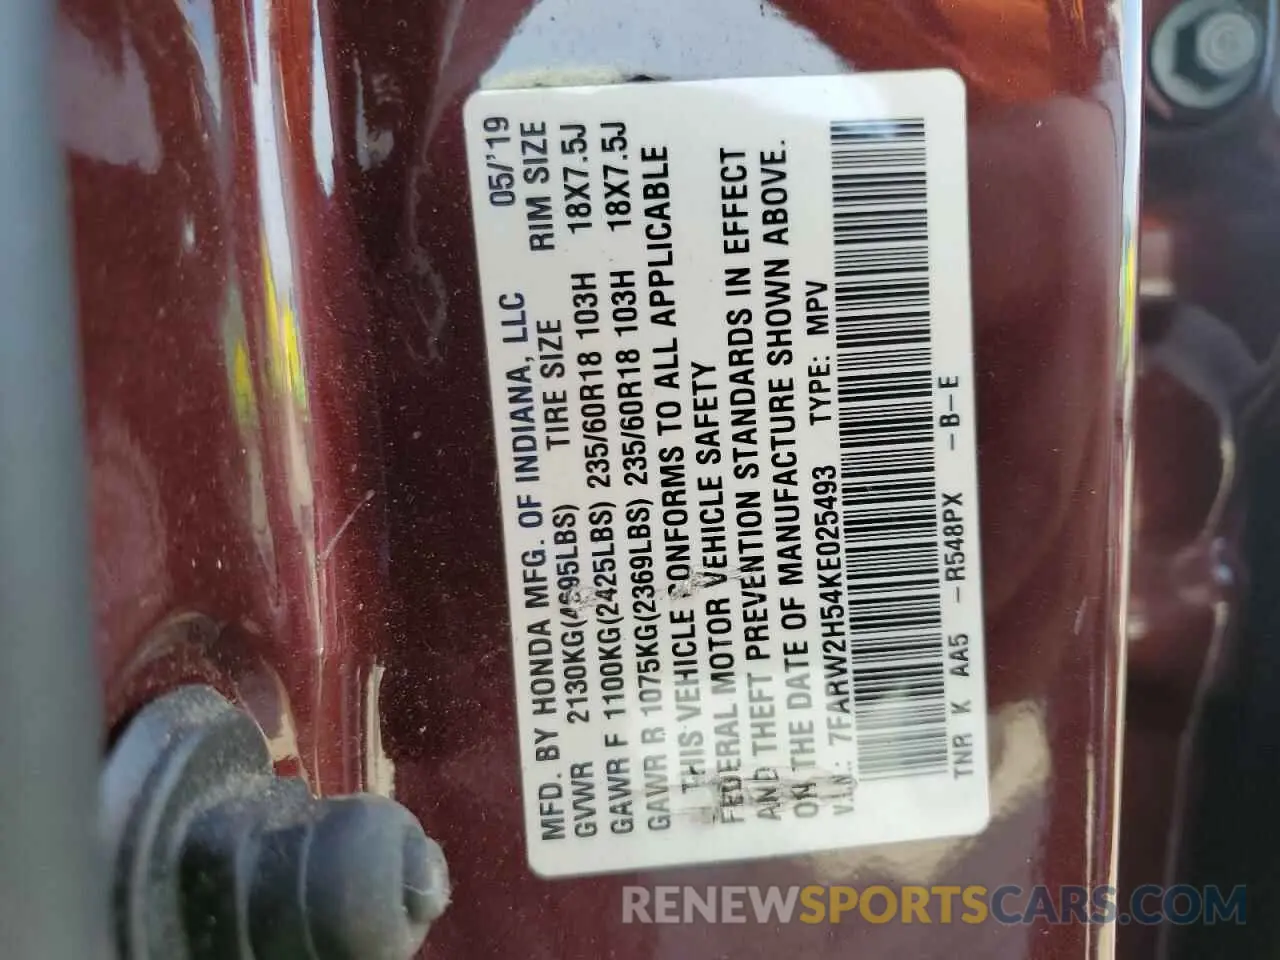 MFD. BY HONDA MFG. OF INDIANA, LLC 05/'19
GVWR 2130KG(4695LBS) TIRE SIZE RIM SIZE
GAWR F 1100KG(2425LBS) 235/60R18 103H 18X7.5J
GAWR R 1075KG(2369LBS) 235/60R18 103H 18X7.5J
THIS VEHICLE CONFORMS TO ALL APPLICABLE
FEDERAL MOTOR VEHICLE SAFETY
AND THEFT PREVENTION STANDARDS IN EFFECT
ON THE DATE OF MANUFACTURE SHOWN ABOVE.
V.I.N.: 7FARW2H54KE025493 TYPE: MPV
TNR K AA5 -R548PX -B-E
RENEWSPORTSCARS.COM